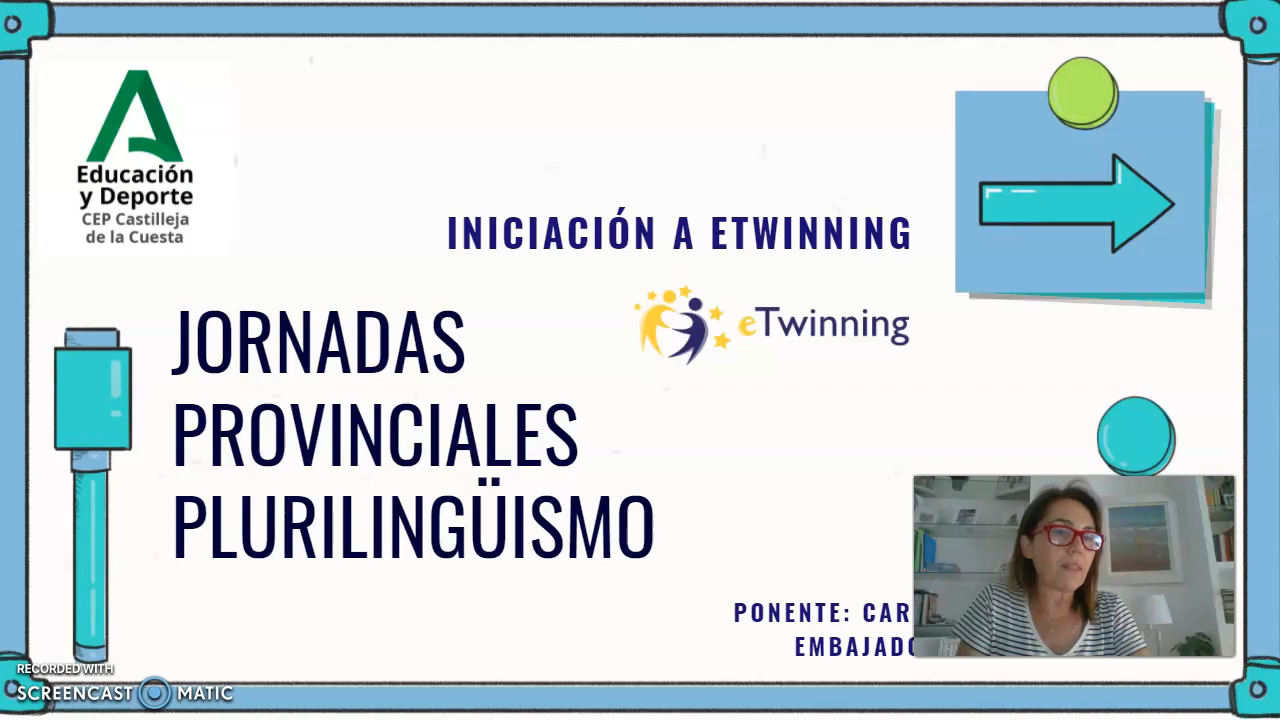 Educación
y Deporte
CEP Castilleja
de la Cuesta
INICIACIÓN A ETWINNING
eTwinning
JORNADAS
PROVINCIALES
PLURILINGÜISMO
PONENTE: CAR
EMBAJADO
RECORDED WITH
SCREENCAST MATIC